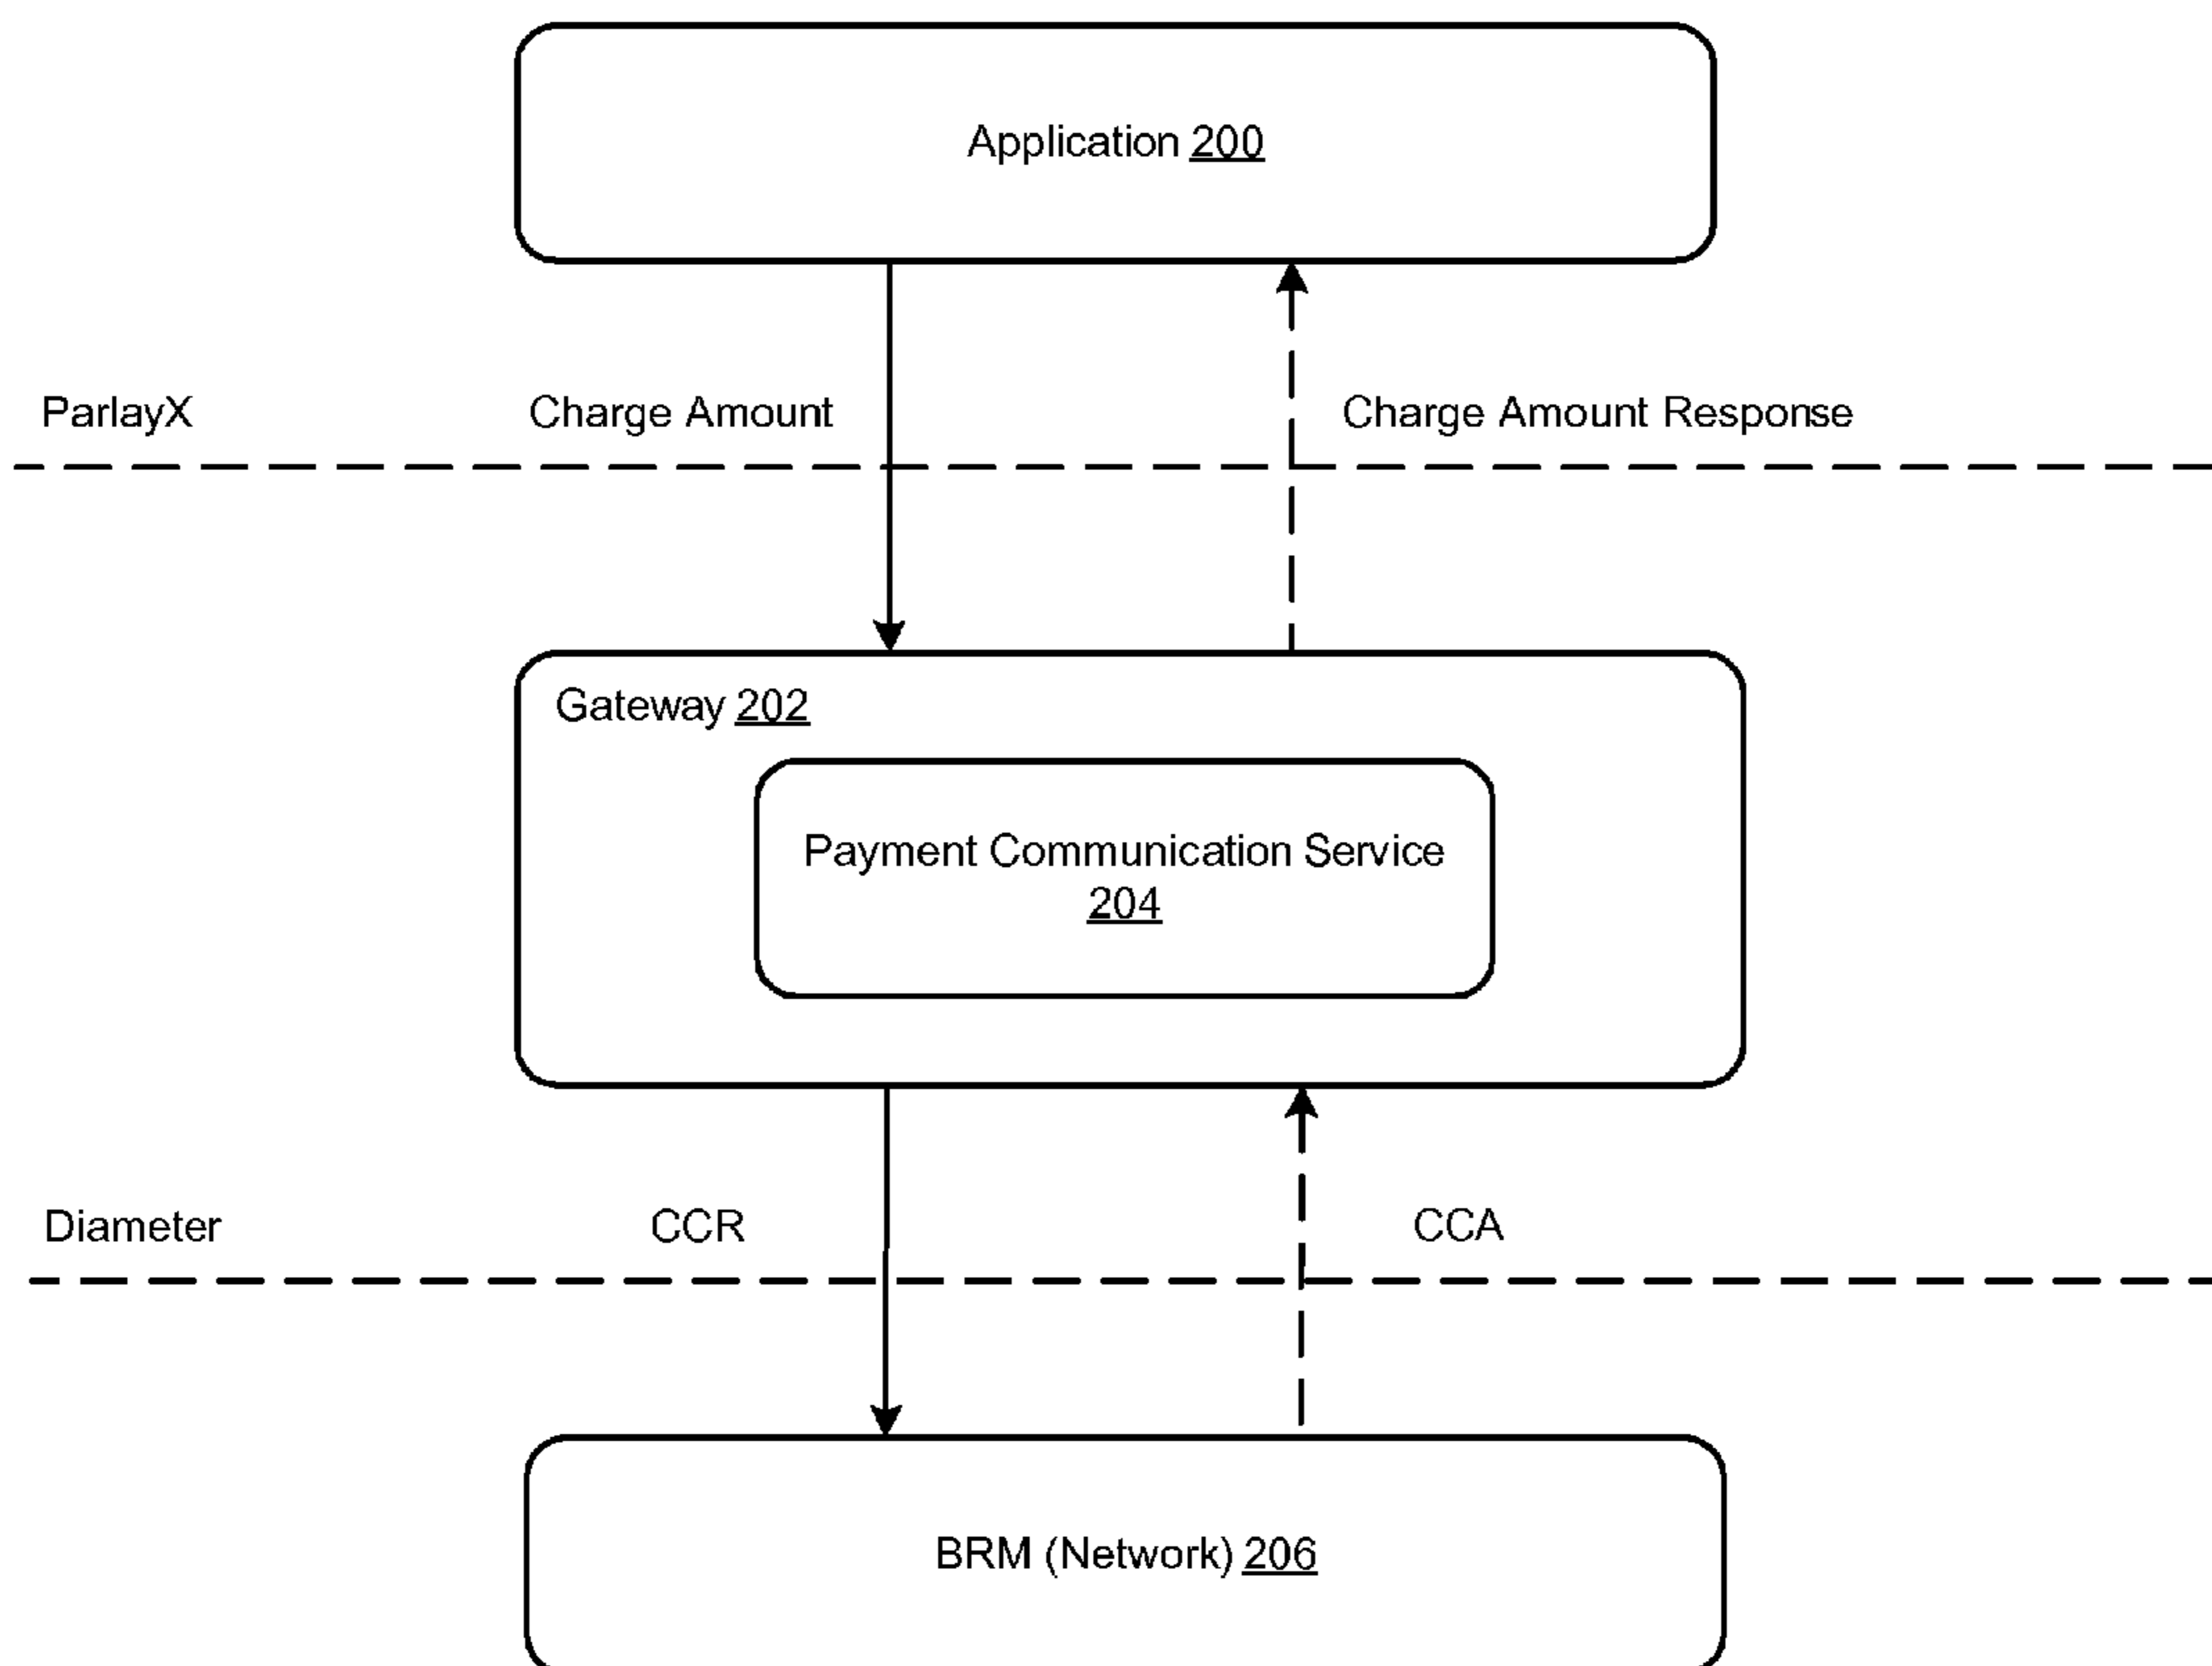 Application 200
ParlayX
Charge Amount
Charge Amount Response
Gateway 202
Payment Communication Service
204
Diameter
CCR
CCA
BRM (Network) 206